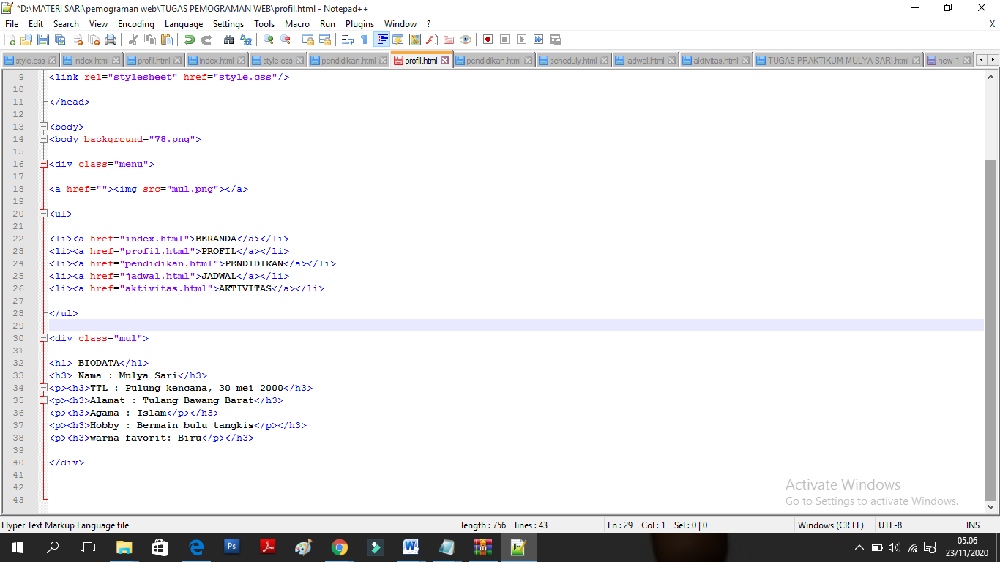 *D:\MATERI SARI\pemograman web\TUGAS PEMOGRAMAN WEB\profil.html - Notepad++
File Edit Search View Encoding Language Settings Tools Macro Run Plugins Window ? X
style.css index.html profil.html index.html style.css pendidikan.html profil.html pendidikan.html scheduly.html jadwal.html aktivitas.html TUGAS PRAKTIKUM MULYA SARI.html new 1
9 <link rel="stylesheet" href="style.css"/>
10
11 </head>
12
13 <body>
14 <body background="78.png">
15
16 <div class="menu">
17
18 <a href=""><img src="mul.png"></a>
19
20 <ul>
21
22 <li><a href="index.html">BERANDA</a></li>
23 <li><a href="profil.html">PROFIL</a></li>
24 <li><a href="pendidikan.html">PENDIDIKAN</a></li>
25 <li><a href="jadwal.html">JADWAL</a></li>
26 <li><a href="aktivitas.html">AKTIVITAS</a></li>
27
28 </ul>
29
30 <div class="mul">
31
32 <h1> BIODATA</h1>
33 <h3> Nama : Mulya Sari</h3>
34 <p><h3>TTL : Pulung kencana, 30 mei 2000</h3>
35 <p><h3>Alamat : Tulang Bawang Barat</h3>
36 <p><h3>Agama : Islam</p></h3>
37 <p><h3>Hobby : Bermain bulu tangkis</p></h3>
38 <p><h3>warna favorit: Biru</p></h3>
39
40 </div>
41
42
43
Activate Windows
Go to Settings to activate Windows.
Hyper Text Markup Language file length : 756 lines : 43 Ln : 29 Col : 1 Sel : 0 | 0 Windows (CR LF) UTF-8 INS
05.06
23/11/2020